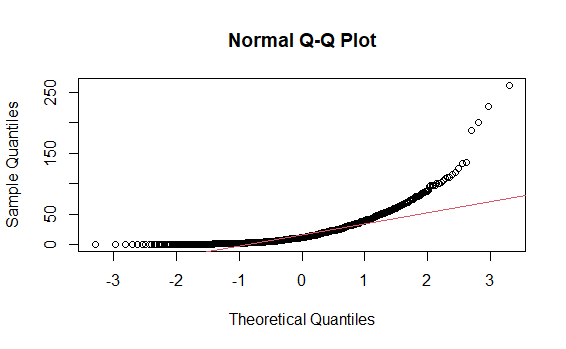 Normal Q-Q Plot
Sample Quantiles
250
150
50
0
-3 -2 -1 0 1 2 3
Theoretical Quantiles